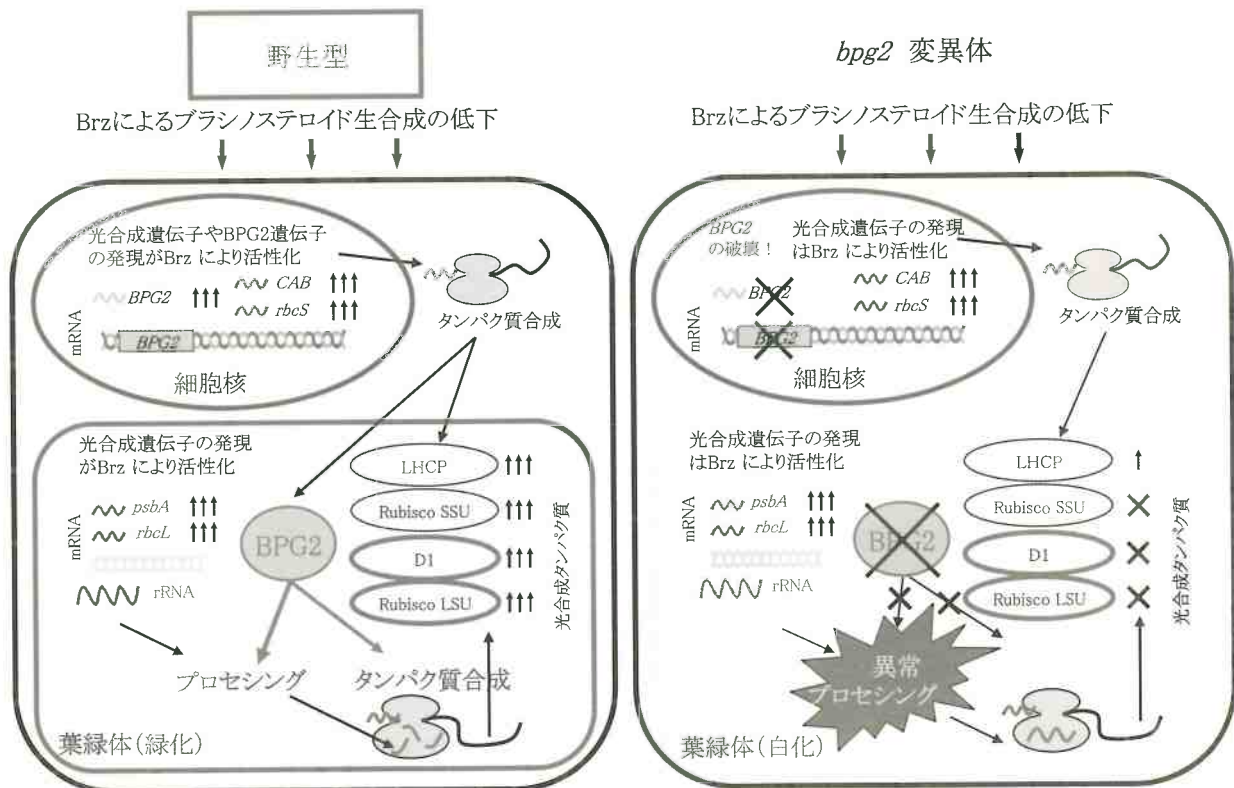 野生型
Brzによるブラシノステロイド生合成の低下
光合成遺伝子やBPG2遺伝子
の発現がBrz により活性化
BPG2
CAB
rbcS
mRNA
BPG2
細胞核
タンパク質合成
光合成遺伝子の発現
がBrz により活性化
mRNA
psbA
rbcL
rRNA
BPG2
LHCP
Rubisco SSU
D1
Rubisco LSU
光合成タンパク質
プロセシング
タンパク質合成
葉緑体(緑化)
bpg2 変異体
Brzによるブラシノステロイド生合成の低下
BPG2
の破壊！
光合成遺伝子の発現
はBrz により活性化
BPG2
CAB
rbcS
mRNA
BPG2
細胞核
タンパク質合成
光合成遺伝子の発現
はBrz により活性化
mRNA
psbA
rbcL
rRNA
BPG2
LHCP
Rubisco SSU
D1
Rubisco LSU
光合成タンパク質
異常
プロセシング
葉緑体(白化)